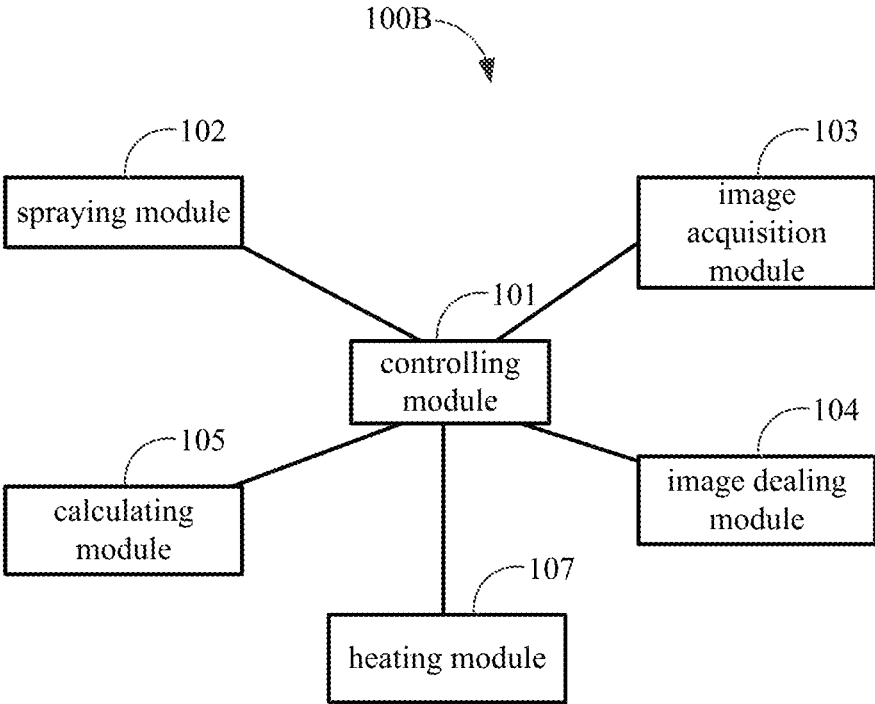 100B
102
spraying module
103
image
acquisition
module
101
controlling
module
105
calculating
module
104
image dealing
module
107
heating module